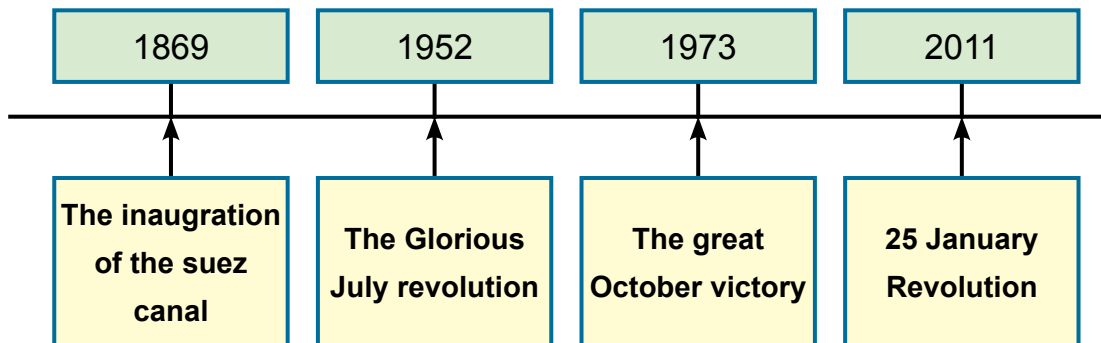 1869 1952 1973 2011
The inaugration
of the suez
canal
The Glorious
July revolution
The great
October victory
25 January
Revolution